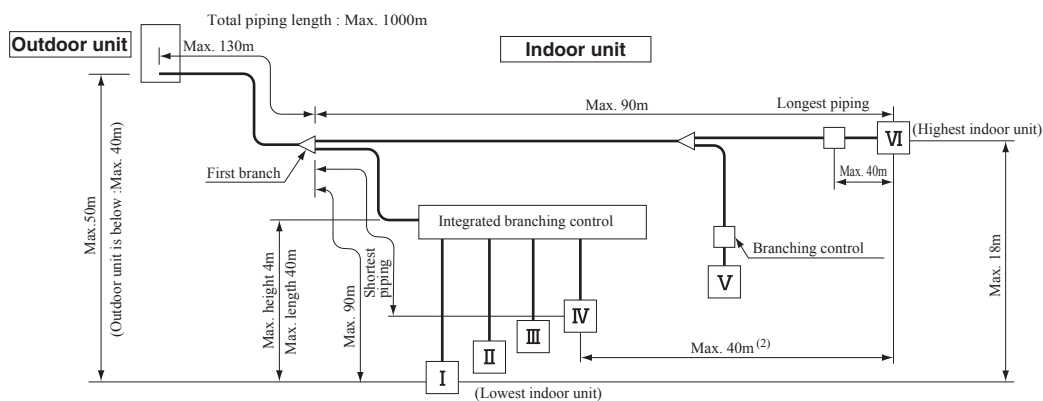 Total piping length : Max. 1000m
Outdoor unit
Indoor unit
Max. 130m
Max. 90m
Longest piping
VI
(Highest indoor unit)
First branch
Max. 40m
Max.50m
(Outdoor unit is below :Max. 40m)
Integrated branching control
Branching control
Max. height 4m
Max. length 40m
Max. 90m
Shortest
piping
V
Max. 18m
IV
III
II
I
Max. 40m(2)
(Lowest indoor unit)